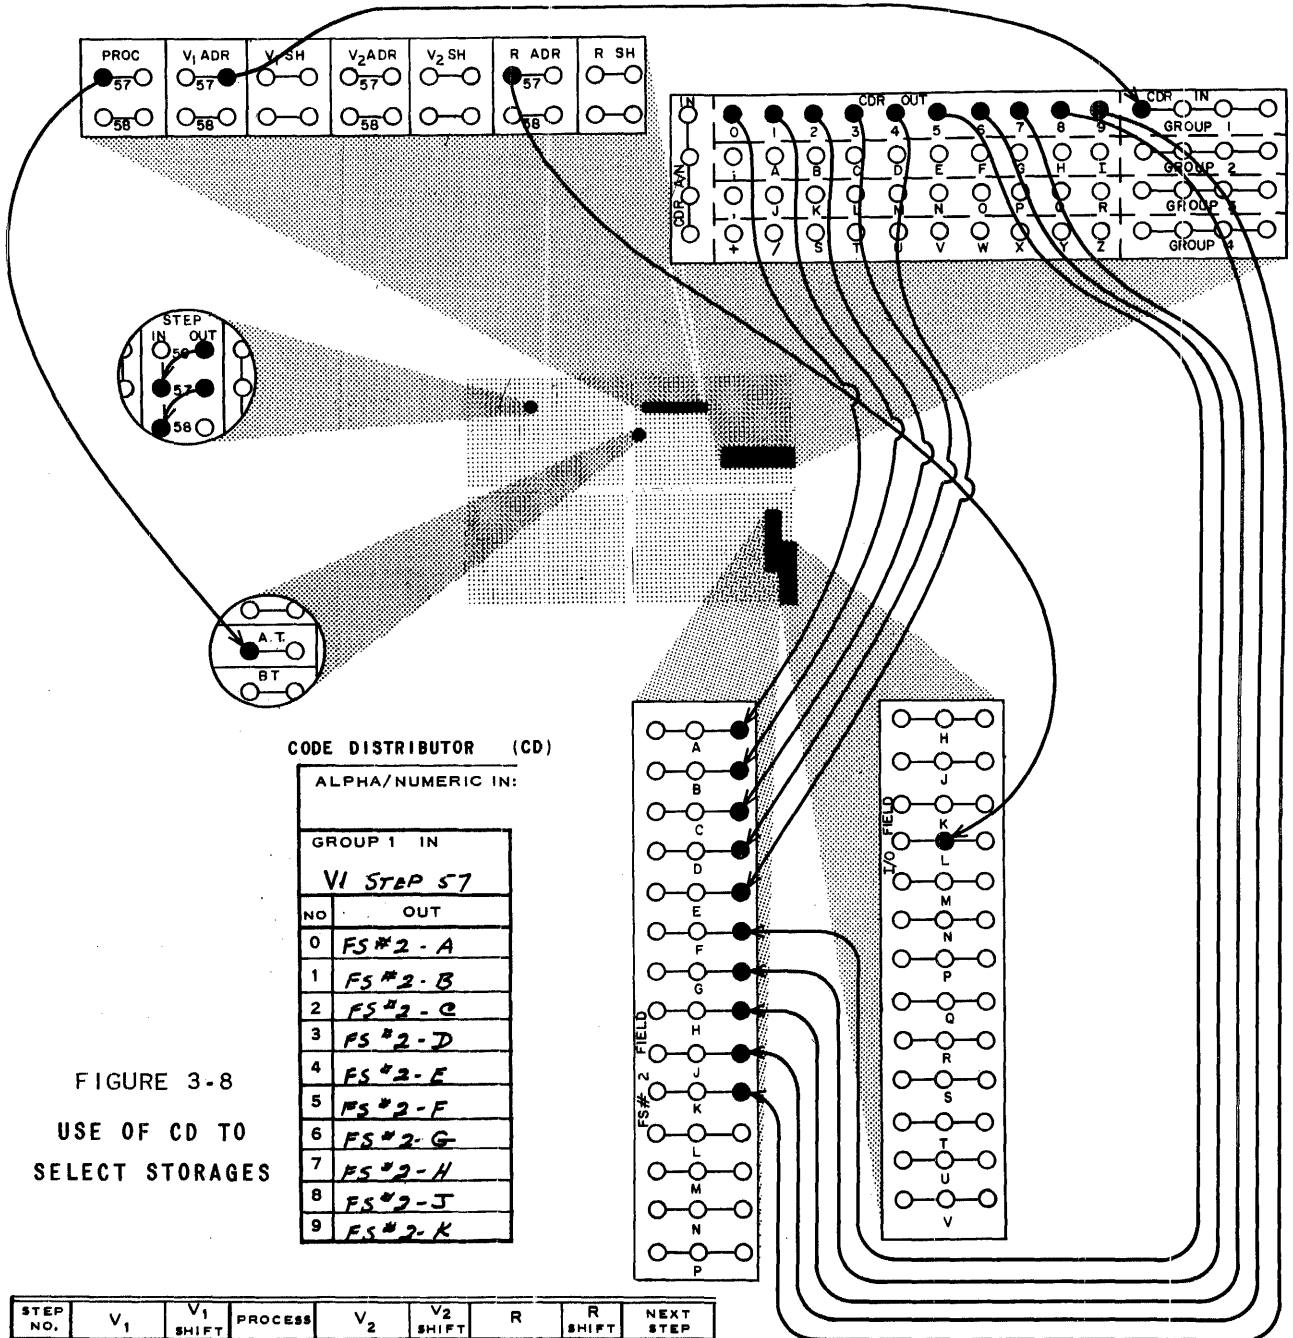 PROC V1 ADR V1 SH V2 ADR V2 SH R ADR R SH
57 57 57 57
58 58 58 58
IN CDR OUT CDR IN
0 1 2 3 4 5 6 7 8 9 GROUP 1
; A B C D E F G H I GROUP 2
, J K L M N O P Q R GROUP 3
+ / S T U V W X Y Z GROUP 4
CDR A/N
STEP
IN OUT
56
57
58
A.T.
BT
FS# 2 FIELD
A
B
C
D
E
F
G
H
J
K
L
M
N
P
I/O FIELD
H
J
K
L
M
N
P
Q
R
S
T
U
V
CODE DISTRIBUTOR (CD)
ALPHA/NUMERIC IN:
GROUP 1 IN
V1 STEP 57
NO OUT
0 FS#2-A
1 FS#2-B
2 FS#2-C
3 FS#2-D
4 FS#2-E
5 FS#2-F
6 FS#2-G
7 FS#2-H
8 FS#2-J
9 FS#2-K
FIGURE 3-8
USE OF CD TO
SELECT STORAGES
STEP NO. V1 V1 SHIFT PROCESS V2 V2 SHIFT R R SHIFT NEXT STEP